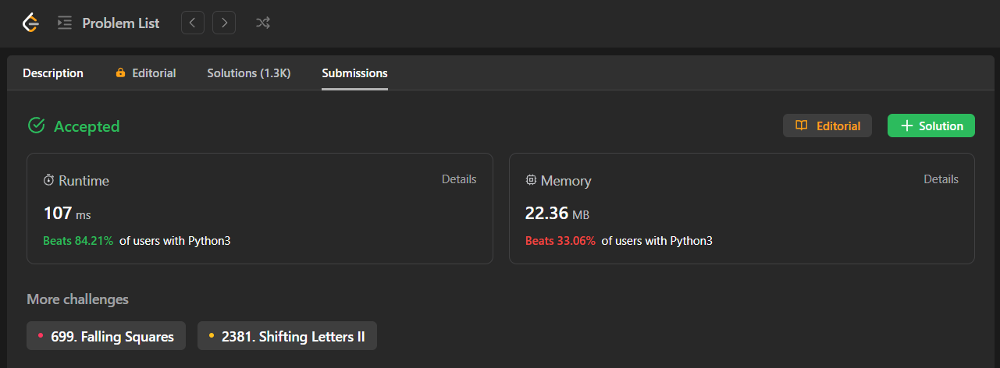 Problem List
Description Editorial Solutions (1.3K) Submissions
Accepted Editorial Solution
Runtime Details Memory Details
107 ms 22.36 MB
Beats 84.21% of users with Python3 Beats 33.06% of users with Python3
More challenges
699. Falling Squares 2381. Shifting Letters II